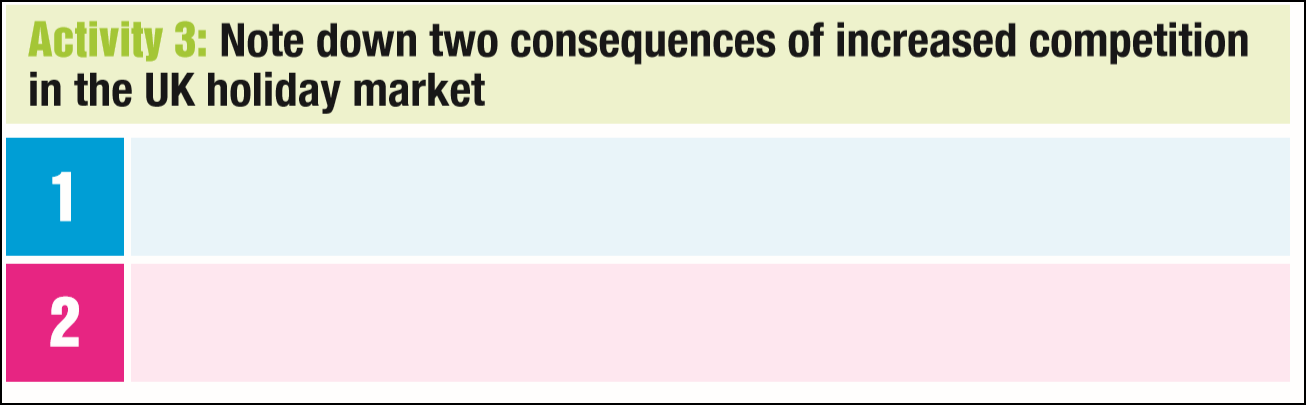 Activity 3: Note down two consequences of increased competition
in the UK holiday market
1
2